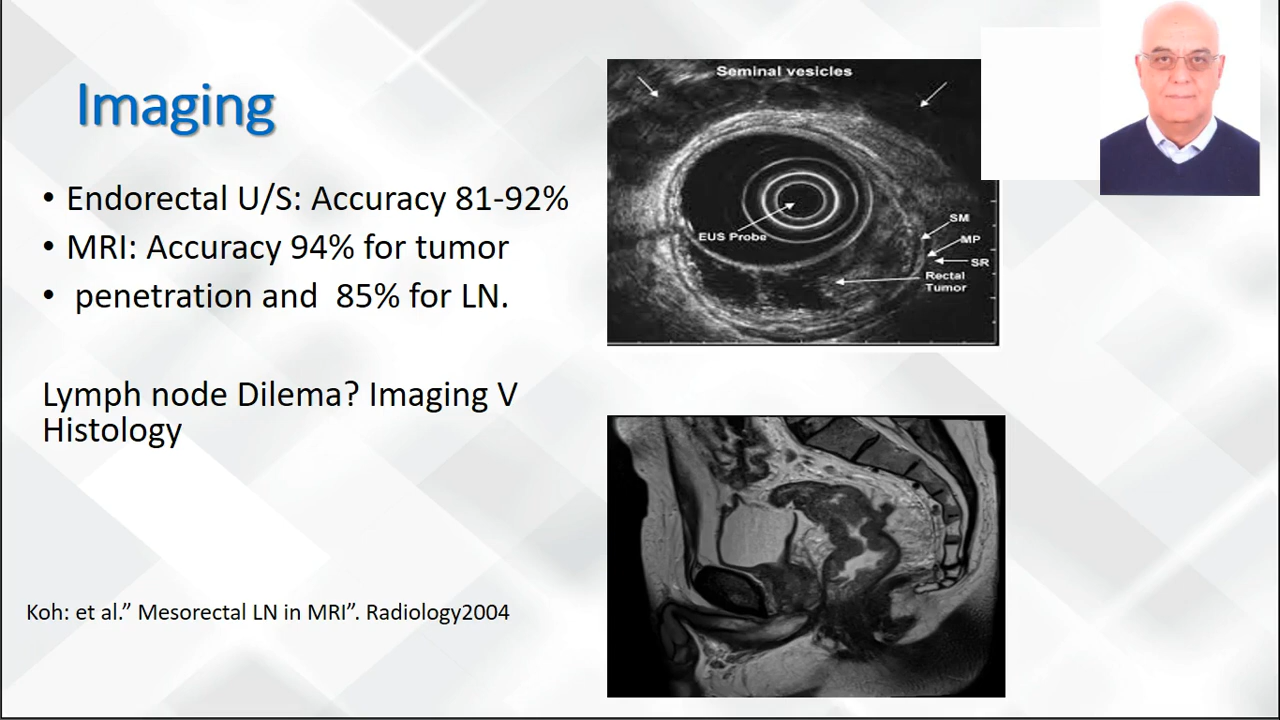 Imaging
• Endorectal U/S: Accuracy 81-92%
• MRI: Accuracy 94% for tumor
• penetration and 85% for LN.
Lymph node Dilema? Imaging V
Histology
Koh: et al.” Mesorectal LN in MRI”. Radiology2004
Seminal vesicles
EUS Probe
SM
MP
SR
Rectal
Tumor